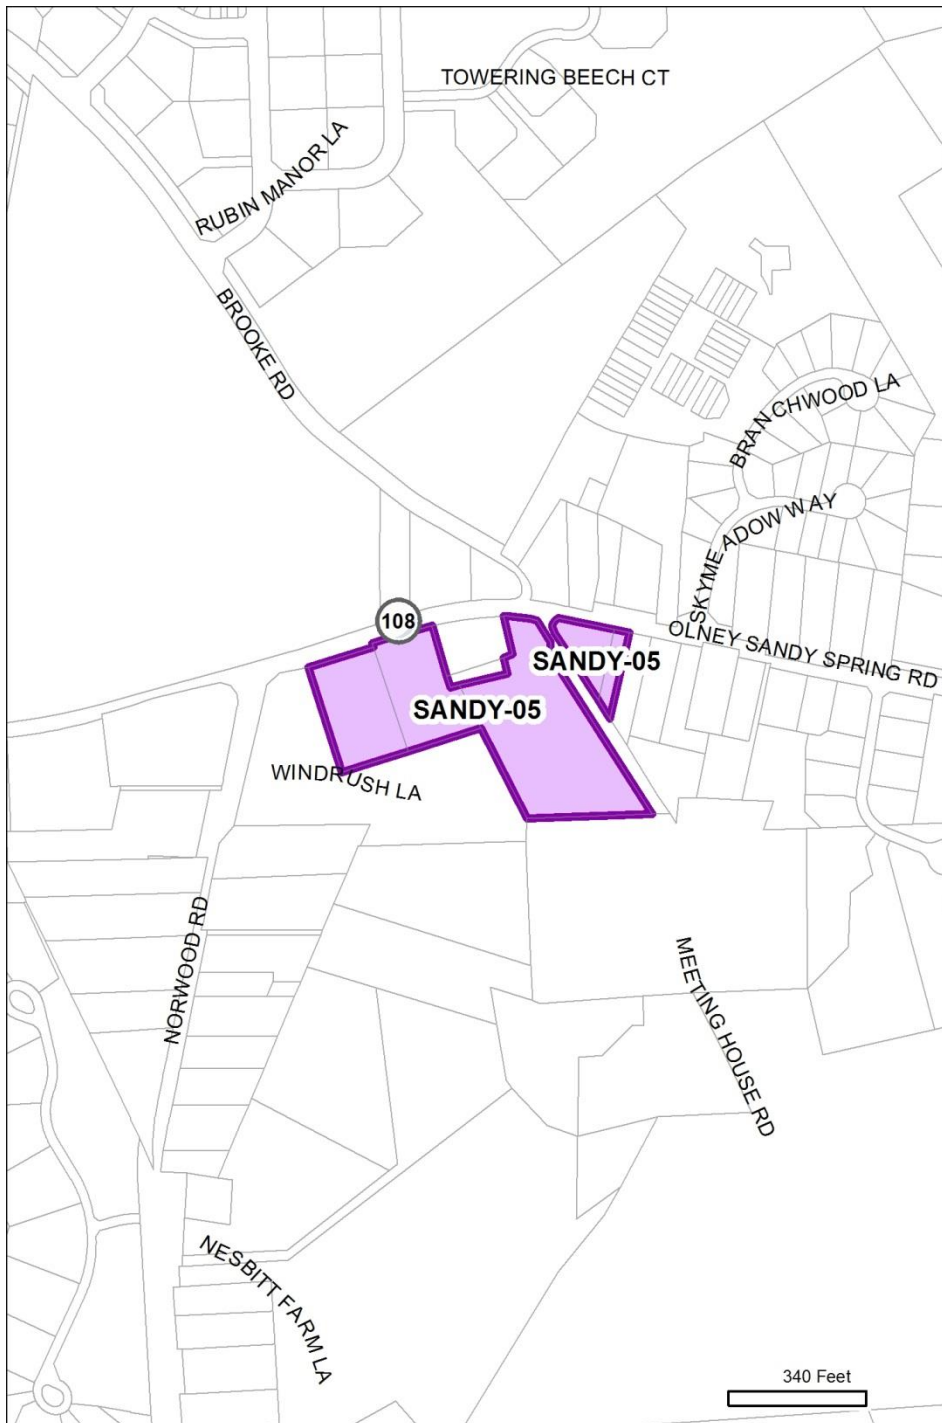 TOWERING BEECH CT
RUBIN MANOR LA
BROOKE RD
BRANCHWOOD LA
SKYMEADOW WAY
108
OLNEY SANDY SPRING RD
SANDY-05
SANDY-05
WINDRUSH LA
NORWOOD RD
MEETING HOUSE RD
NESBITT FARM LA
340 Feet